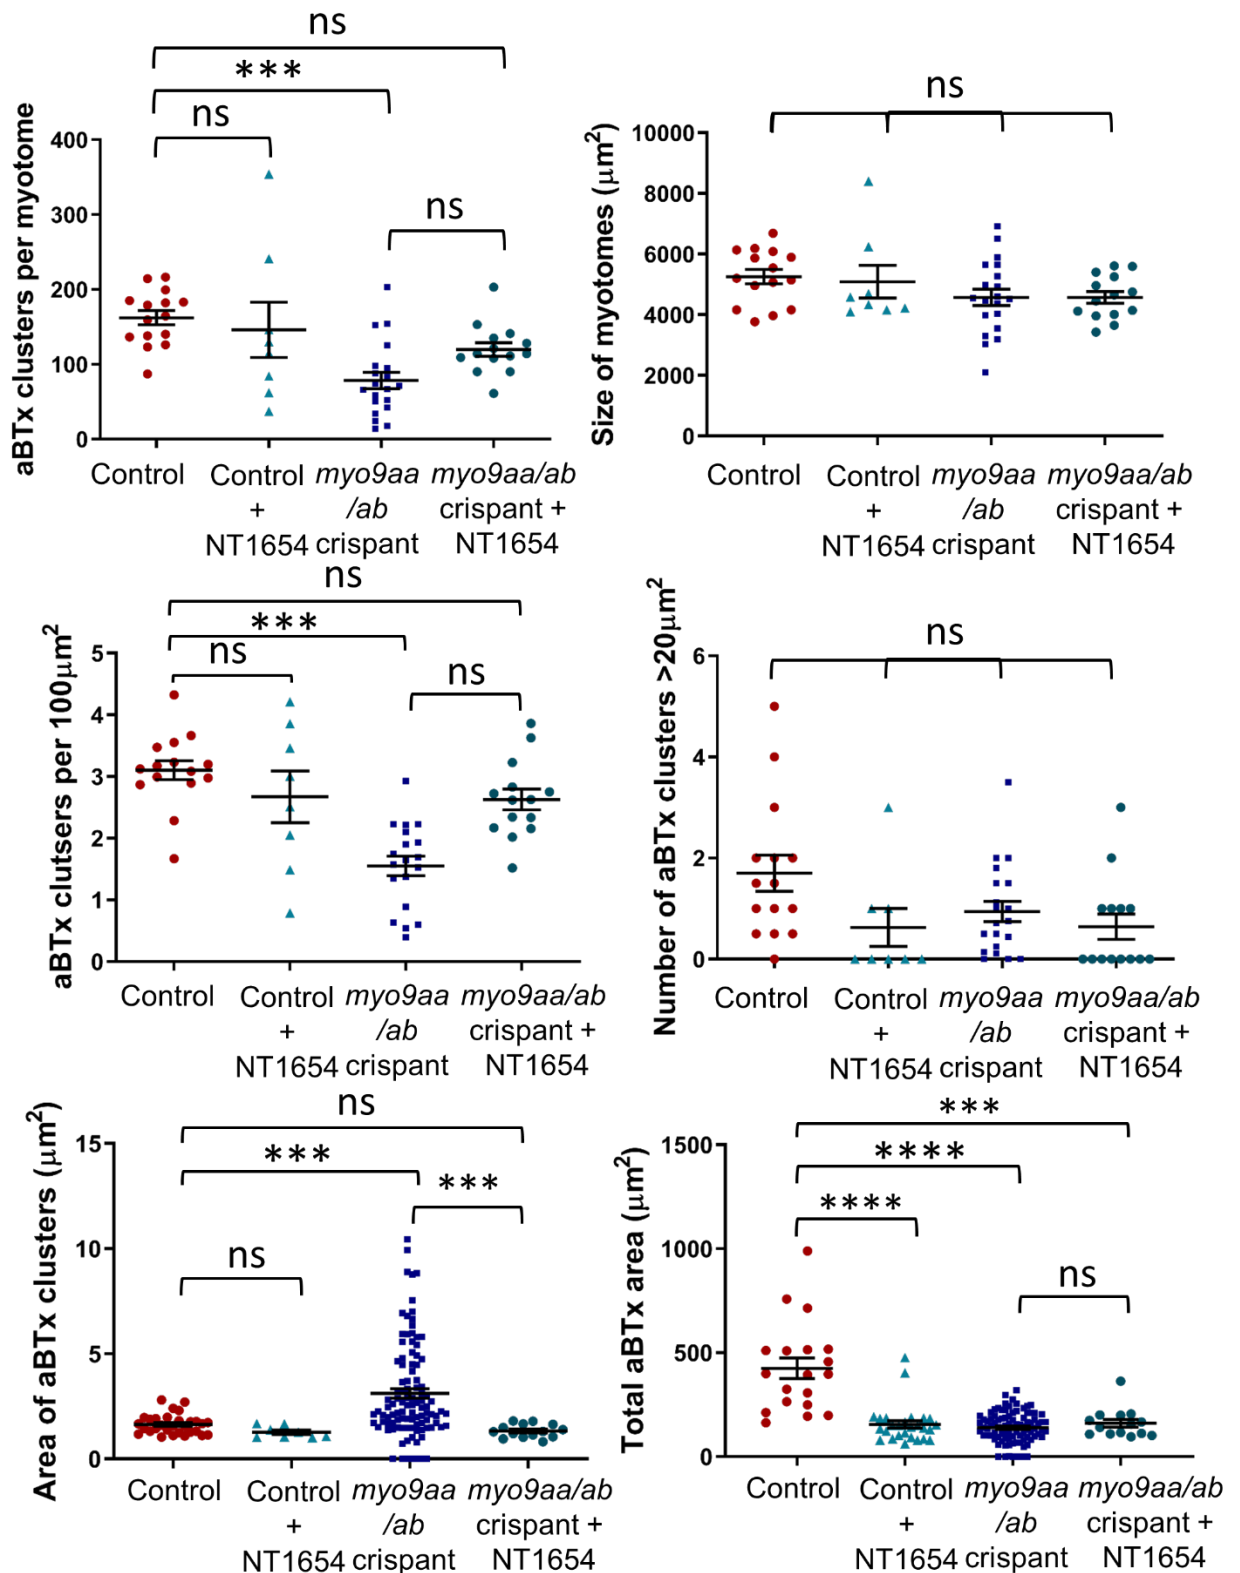 ns
***
ns
ns
aBTx clusters per myotome
400
300
200
100
0
Control
Control
+
NT1654
myo9aa
/ab
crispant
myo9aa/ab
crispant +
NT1654
ns
Size of myotomes (μm²)
10000
8000
6000
4000
2000
0
Control
Control
+
NT1654
myo9aa
/ab
crispant
myo9aa/ab
crispant +
NT1654
ns
***
ns
ns
aBTx clutsers per 100μm²
5
4
3
2
1
0
Control
Control
+
NT1654
myo9aa
/ab
crispant
myo9aa/ab
crispant +
NT1654
ns
Number of aBTx clusters >20μm²
6
4
2
0
Control
Control
+
NT1654
myo9aa
/ab
crispant
myo9aa/ab
crispant +
NT1654
ns
***
***
ns
Area of aBTx clusters (μm²)
15
10
5
0
Control
Control
+
NT1654
myo9aa
/ab
crispant
myo9aa/ab
crispant +
NT1654
***
****
****
ns
Total aBTx area (μm²)
1500
1000
500
0
Control
Control
+
NT1654
myo9aa
/ab
crispant
myo9aa/ab
crispant +
NT1654